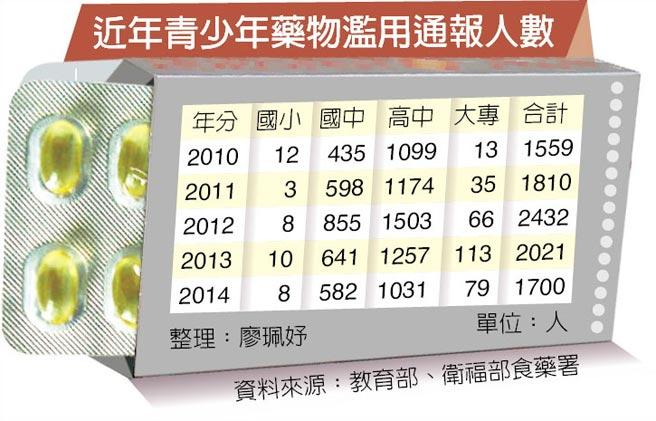 近年青少年藥物濫用通報人數
年分 國小 國中 高中 大專 合計
2010 12 435 1099 13 1559
2011 3 598 1174 35 1810
2012 8 855 1503 66 2432
2013 10 641 1257 113 2021
2014 8 582 1031 79 1700
整理：廖珮妤 單位：人
資料來源：教育部、衛福部食藥署